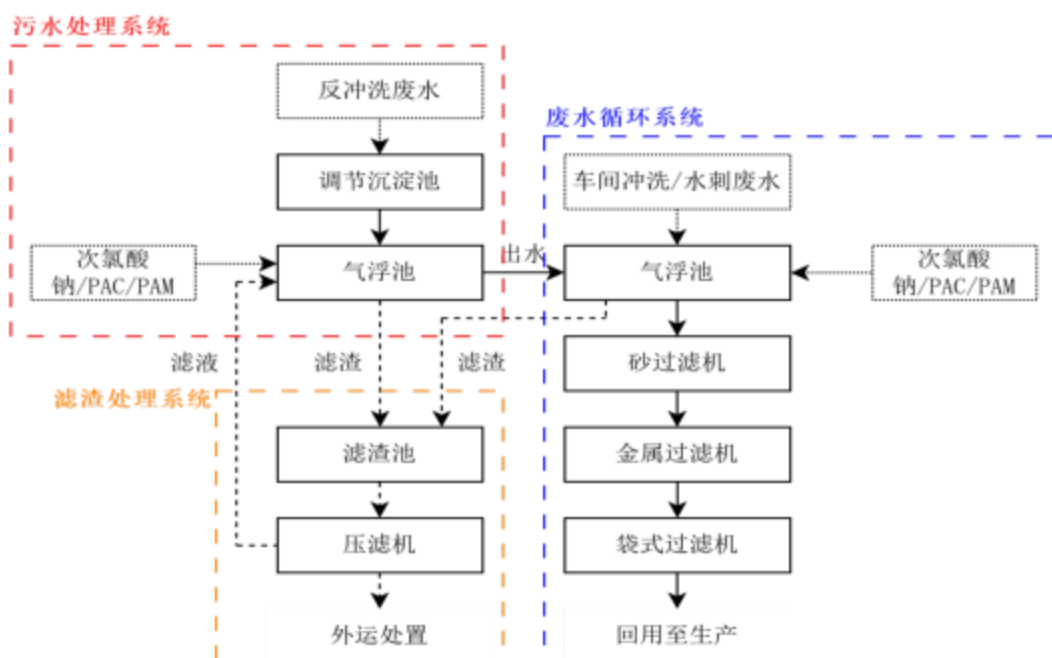 污水处理系统
反冲洗废水
废水循环系统
调节沉淀池
车间冲洗/水刺废水
次氯酸
钠/PAC/PAM
气浮池
出水
气浮池
次氯酸
钠/PAC/PAM
滤液
滤渣
滤渣
砂过滤机
滤渣处理系统
滤渣池
金属过滤机
压滤机
袋式过滤机
外运处置
回用至生产